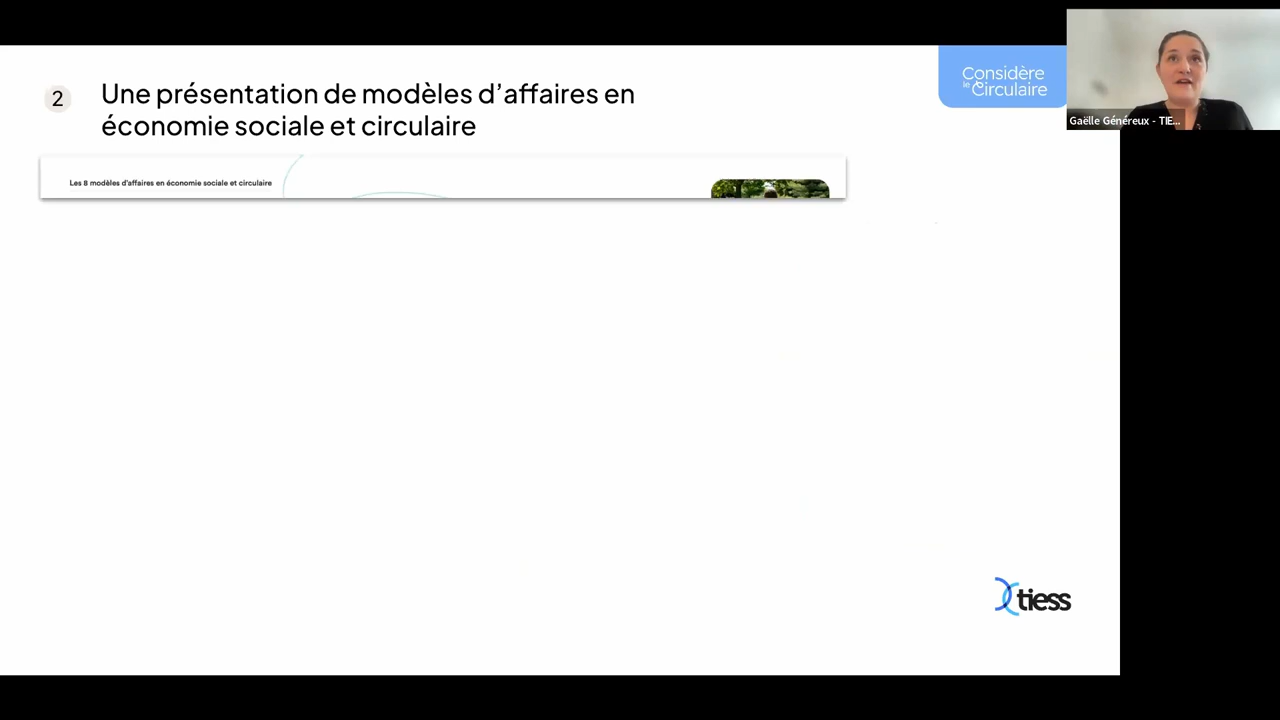 2
Une présentation de modèles d’affaires en
économie sociale et circulaire
Considère
le Circulaire
Gaëlle Généreux - TIE...
Les 8 modèles d'affaires en économie sociale et circulaire
tiess